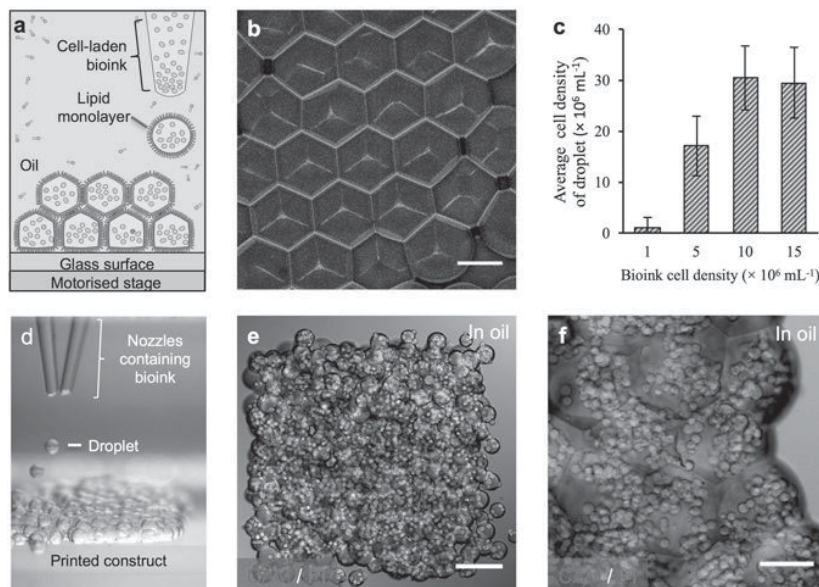 a
Cell-laden
bioink
Lipid
monolayer
Oil
Glass surface
Motorised stage
b
c
Average cell density
of droplet (× 10⁶ mL⁻¹)
40
30
20
10
0
1 5 10 15
Bioink cell density (× 10⁶ mL⁻¹)
d
Nozzles
containing
bioink
Droplet
Printed construct
e
In oil
/
f
In oil
/